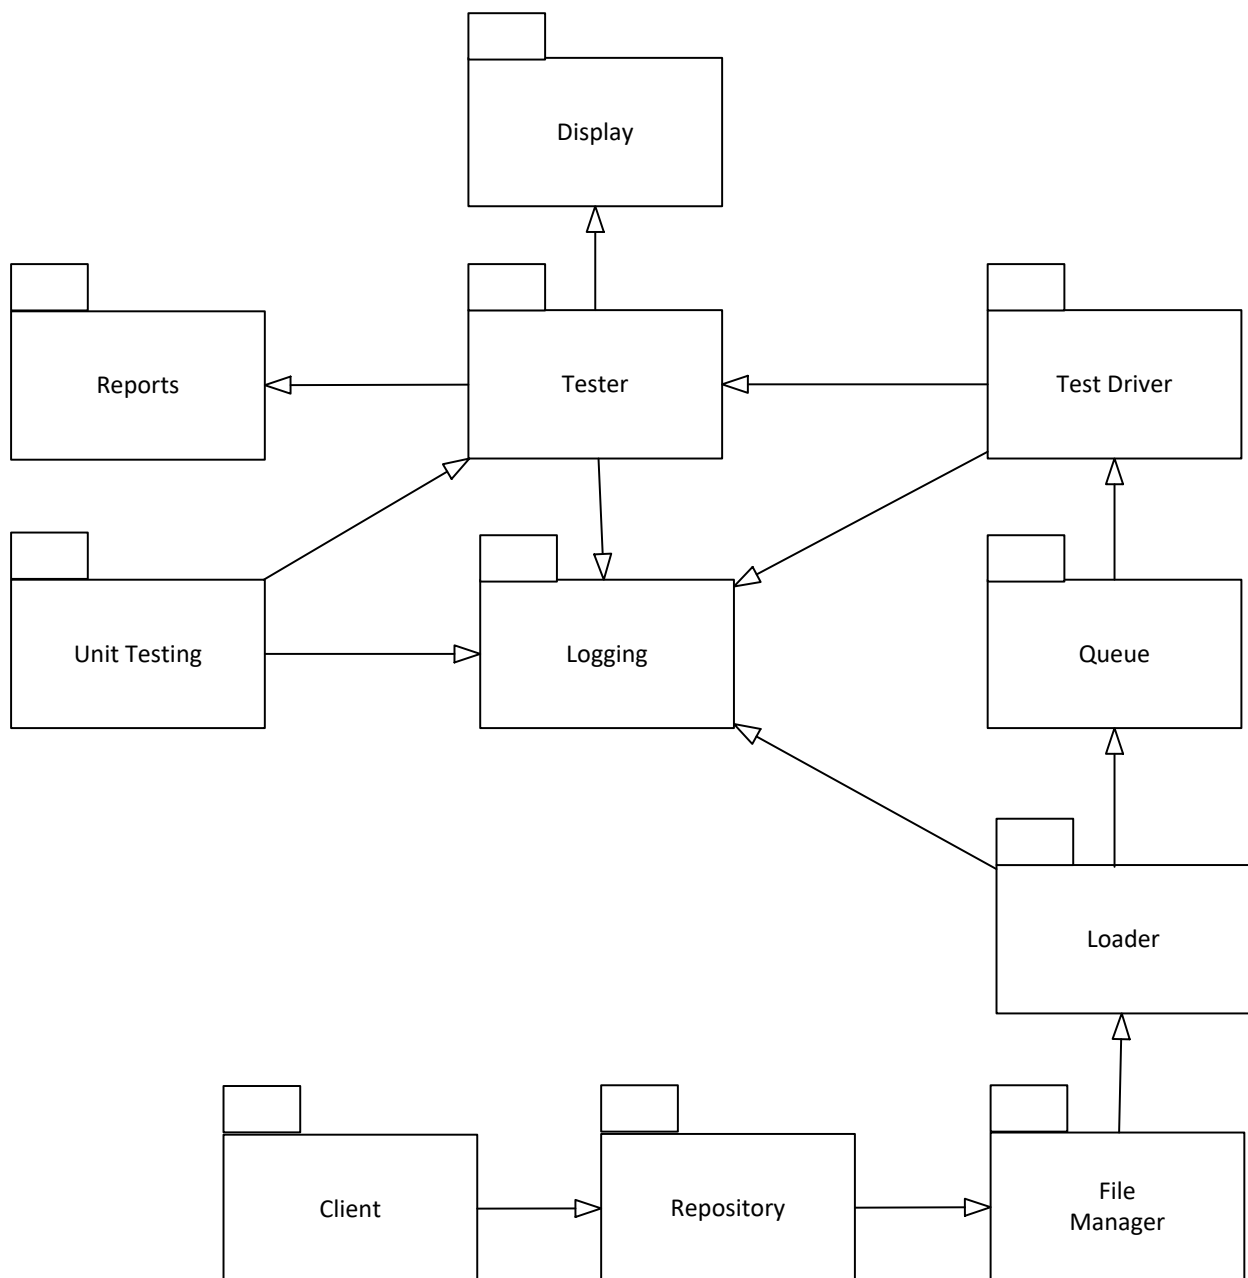 Display
Reports
Tester
Test Driver
Unit Testing
Logging
Queue
Loader
Client
Repository
File
Manager